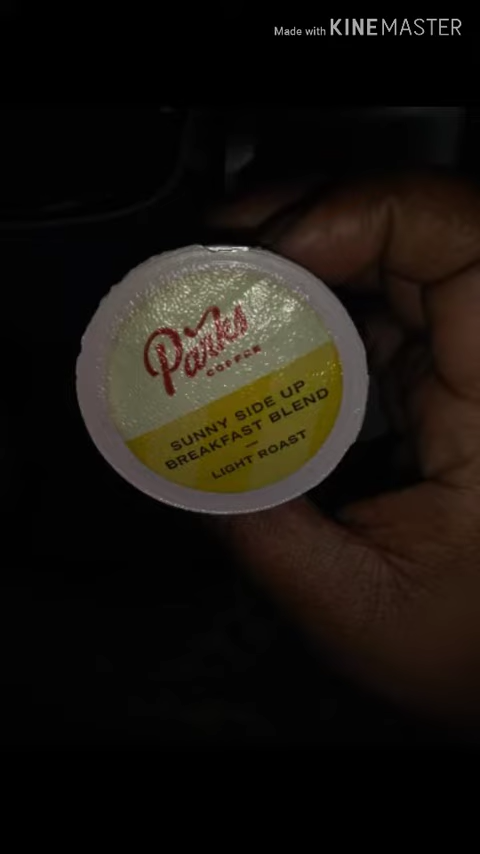 Made with KINEMASTER
Parks
COFFEE
SUNNY SIDE UP
BREAKFAST BLEND
LIGHT ROAST